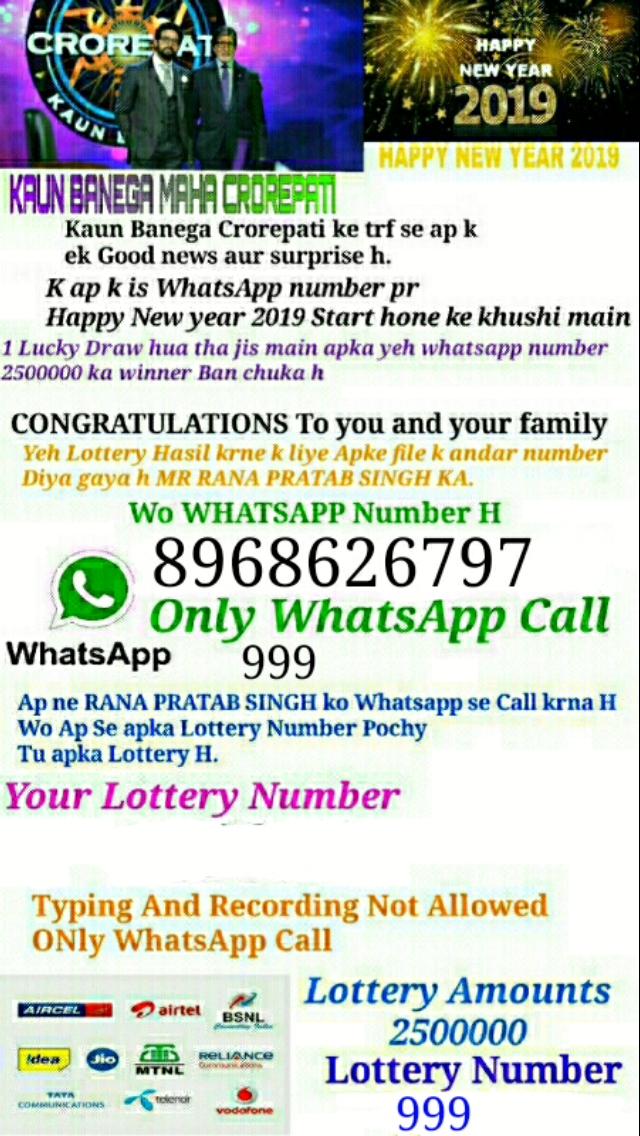 CRORE PAT
KAUN
HAPPY
NEW YEAR
2019
HAPPY NEW YEAR 2019
KAUN BANEGA MAHA CROREPATI
Kaun Banega Crorepati ke trf se ap k
ek Good news aur surprise h.
K ap k is WhatsApp number pr
Happy New year 2019 Start hone ke khushi main
1 Lucky Draw hua tha jis main apka yeh whatsapp number
2500000 ka winner Ban chuka h
CONGRATULATIONS To you and your family
Yeh Lottery Hasil krne k liye Apke file k andar number
Diya gaya h MR RANA PRATAB SINGH KA.
Wo WHATSAPP Number H
8968626797
Only WhatsApp Call
WhatsApp 999
Ap ne RANA PRATAB SINGH ko Whatsapp se Call krna H
Wo Ap Se apka Lottery Number Pochy
Tu apka Lottery H.
Your Lottery Number
Typing And Recording Not Allowed
ONly WhatsApp Call
AIRCEL airtel BSNL
Connecting India
!dea Jio MTNL RELIANCE
Communications
TATA
COMMUNICATIONS telenor vodafone
Lottery Amounts
2500000
Lottery Number
999